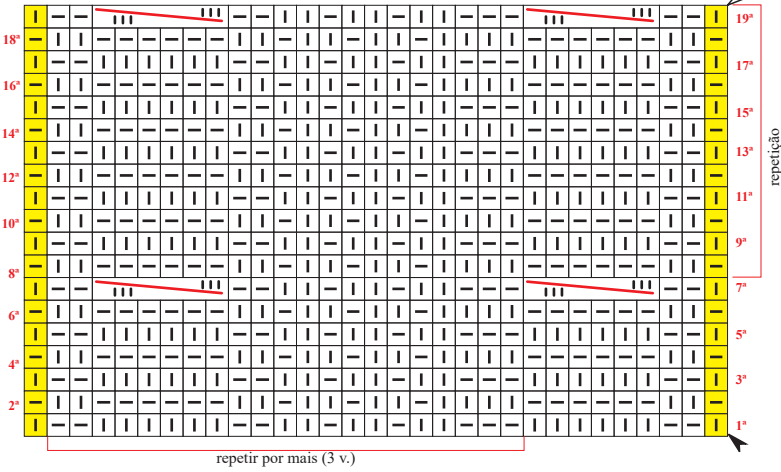 19ª
18ª
17ª
16ª
15ª
14ª
13ª
12ª
11ª
10ª
9ª
8ª
7ª
6ª
5ª
4ª
3ª
2ª
1ª
repetição
repetir por mais (3 v.)